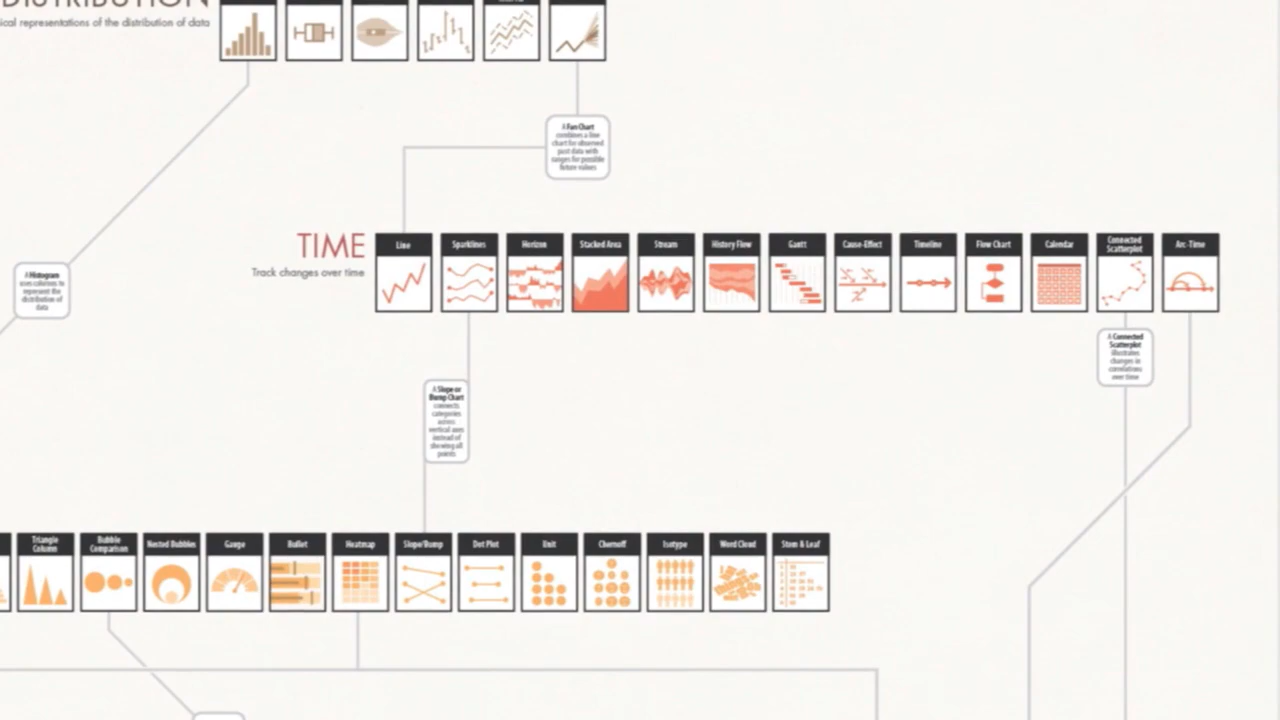 DISTRIBUTION
ical representations of the distribution of data
A Fan Chart
combines a line
chart for observed
past data with
ranges for possible
future values
TIME
Track changes over time
Line
Sparklines
Horizon
Stacked Area
Stream
History Flow
Gantt
Cause-Effect
Timeline
Flow Chart
Calendar
Connected
Scatterplot
Arc-Time
A Histogram
uses columns to
represent the
distribution of
data
A Connected
Scatterplot
illustrates
changes in
correlations
over time
A Slope or
Bump Chart
connects
categories
across
vertical axes
instead of
showing all
points
Triangle
Column
Bubble
Comparison
Nested Bubbles
Gauge
Bullet
Heatmap
Slope/Bump
Dot Plot
Unit
Chernoff
Isotype
Word Cloud
Stem & Leaf